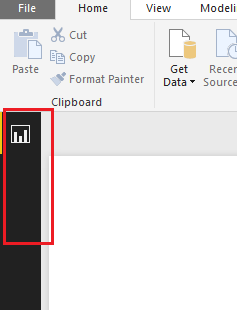 File Home View Modeli
Cut
Copy
Format Painter
Paste
Clipboard
Get Data
Recen
Source